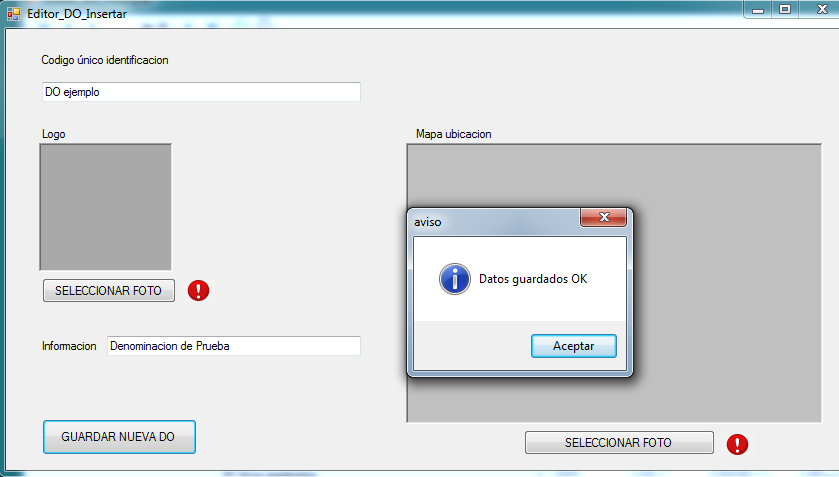 Editor_DO_Insertar
Codigo único identificacion
DO ejemplo
Logo
Mapa ubicacion
aviso
Datos guardados OK
Aceptar
SELECCIONAR FOTO
Informacion
Denominacion de Prueba
GUARDAR NUEVA DO
SELECCIONAR FOTO